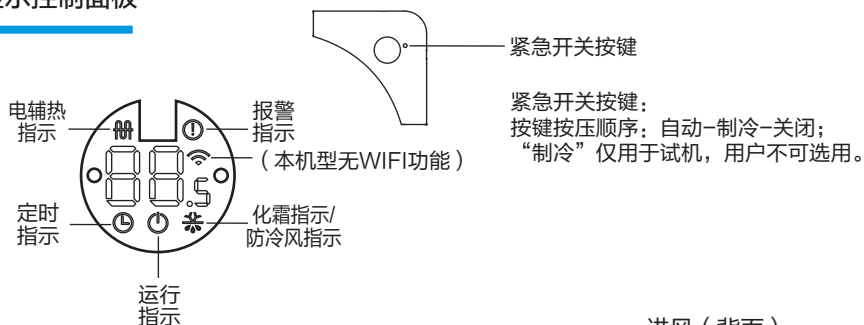 显示控制面板
紧急开关按键
紧急开关按键:
按键按压顺序:自动-制冷-关闭;
“制冷”仅用于试机,用户不可选用。
电辅热
指示
报警
指示
(本机型无WIFI功能)
88.5
定时
指示
化霜指示/
防冷风指示
运行
指示
进风(背面)